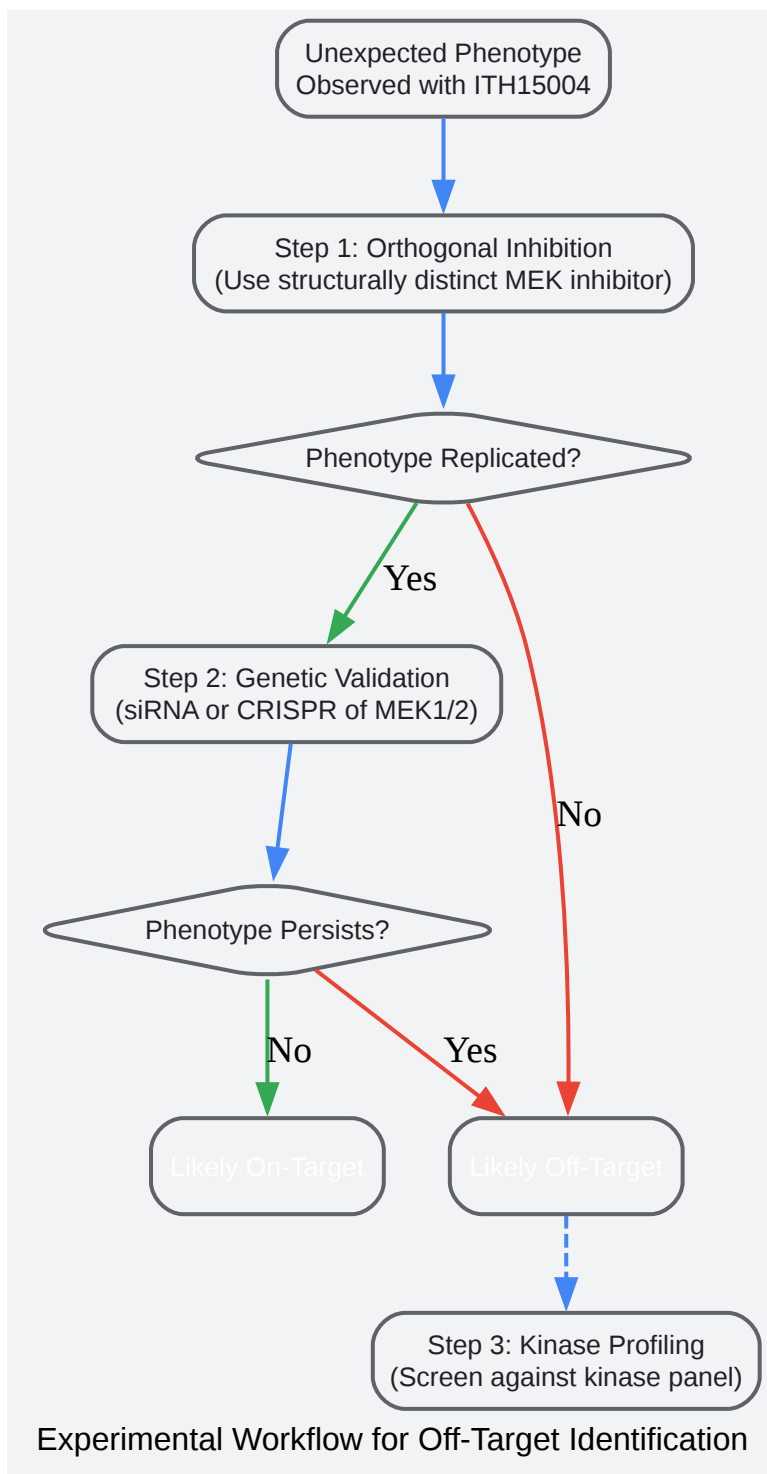 Unexpected Phenotype
Observed with ITH15004
Step 1: Orthogonal Inhibition
(Use structurally distinct MEK inhibitor)
Phenotype Replicated?
Yes
Step 2: Genetic Validation
(siRNA or CRISPR of MEK1/2)
No
Phenotype Persists?
No
Yes
Likely On-Target
Likely Off-Target
Step 3: Kinase Profiling
(Screen against kinase panel)
Experimental Workflow for Off-Target Identification